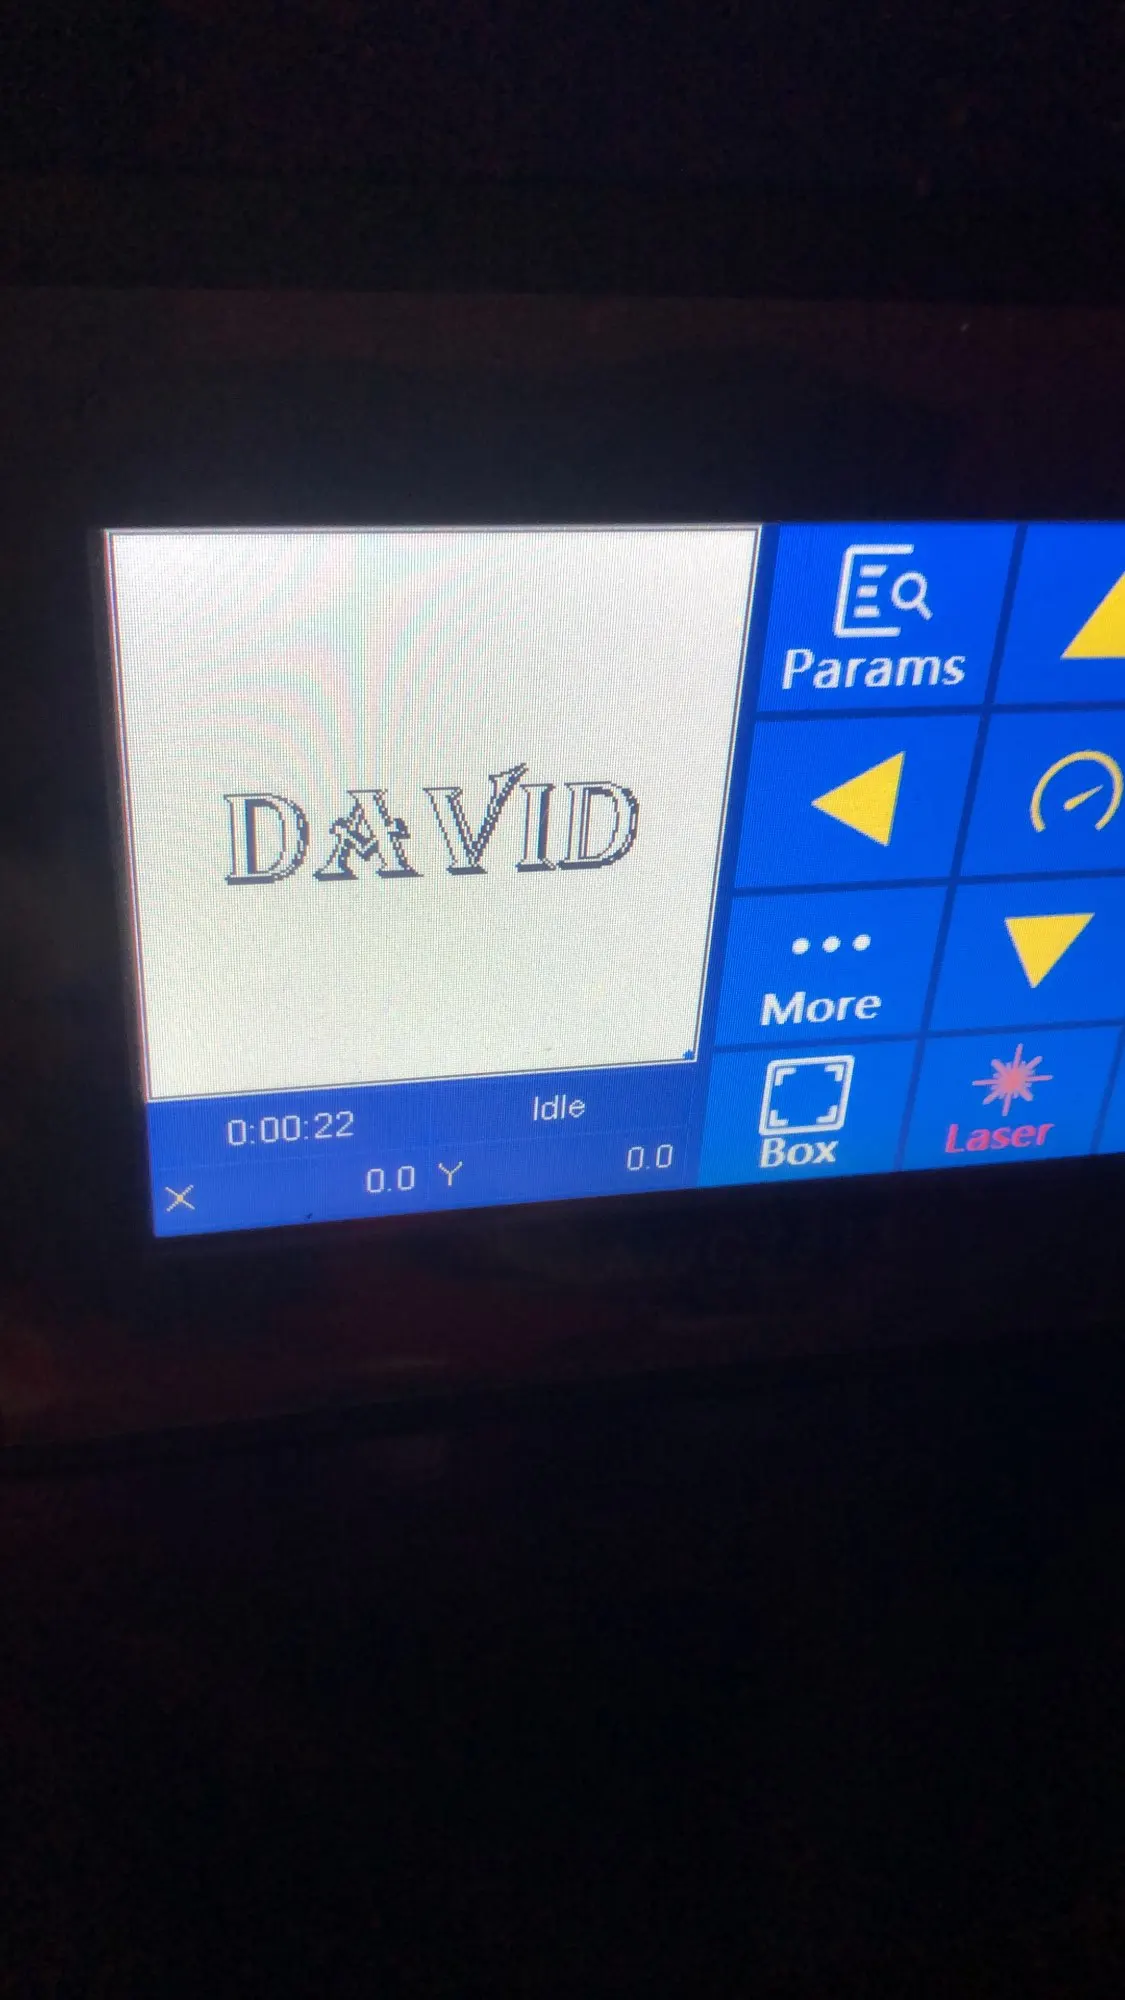 Params
DAVID
More
0:00:22 Idle
X 0.0 Y 0.0
Box
Laser